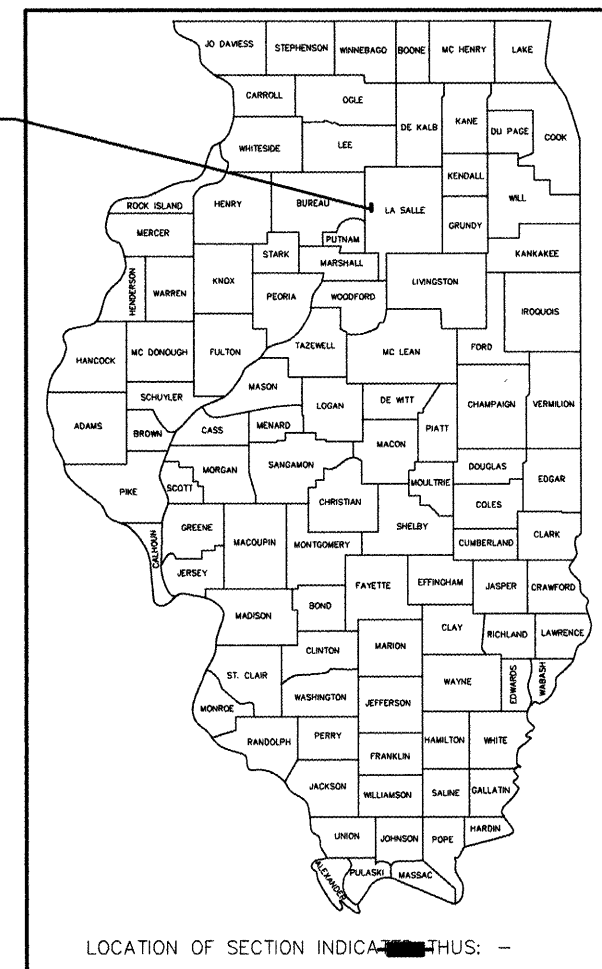 JO DAVIESS STEPHENSON WINNEBAGO BOONE MC HENRY LAKE
CARROLL OGLE DE KALB KANE DU PAGE COOK
WHITESIDE LEE KENDALL WILL
ROCK ISLAND HENRY BUREAU LA SALLE GRUNDY
MERCER PUTNAM KANKAKEE
HENDERSON WARREN KNOX STARK MARSHALL LIVINGSTON
PEORIA WOODFORD IROQUOIS
HANCOCK MC DONOUGH FULTON TAZEWELL MC LEAN FORD
SCHUYLER MASON LOGAN DE WITT CHAMPAIGN VERMILION
ADAMS BROWN CASS MENARD MACON PIATT
PIKE SCOTT MORGAN SANGAMON CHRISTIAN MOULTRIE DOUGLAS EDGAR
COLES
CALHOUN GREENE MACOUPIN MONTGOMERY SHELBY CUMBERLAND CLARK
JERSEY FAYETTE EFFINGHAM JASPER CRAWFORD
MADISON BOND
CLINTON MARION CLAY RICHLAND LAWRENCE
ST. CLAIR WASHINGTON JEFFERSON WAYNE EDWARDS WABASH
MONROE
RANDOLPH PERRY FRANKLIN HAMILTON WHITE
JACKSON WILLIAMSON SALINE GALLATIN
UNION JOHNSON POPE HARDIN
ALEXANDER PULASKI MASSAC
LOCATION OF SECTION THUS: -